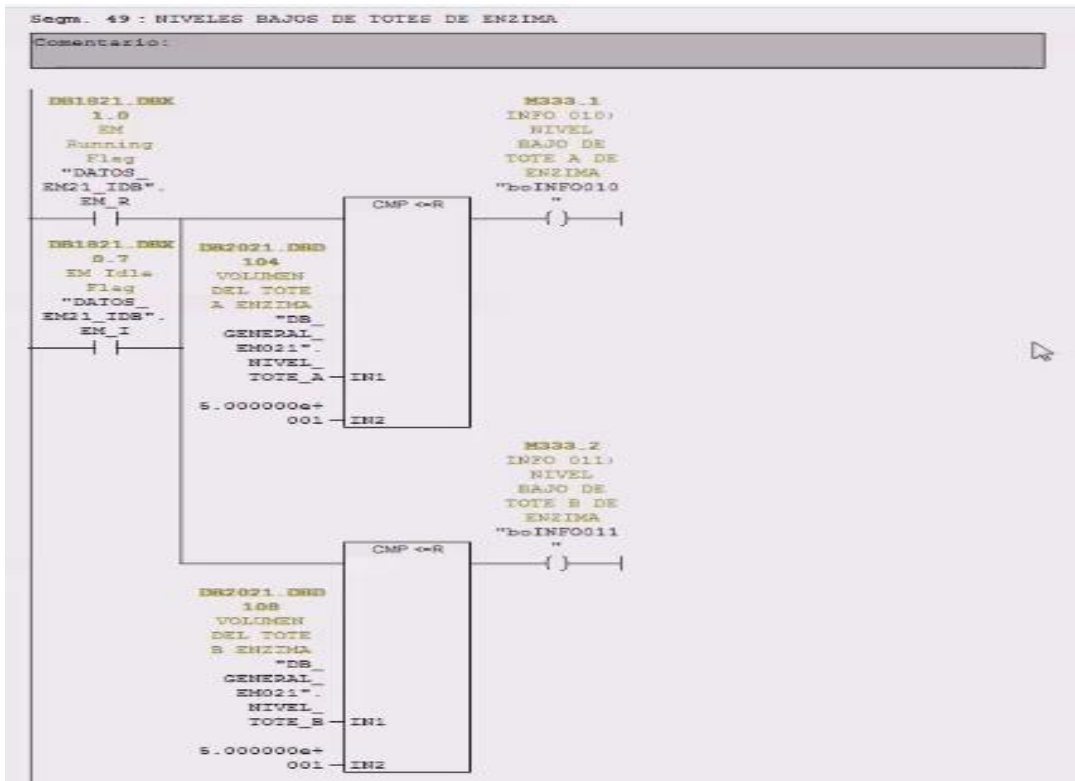 Segm. 49 : NIVELES BAJOS DE TOTES DE ENZIMA
Comentario:
DB1821.DBX
1.0
EM
Running
Flag
"DATOS_
EM21_IDB".
EM_R
M333.1
INFO 010)
NIVEL
BAJO DE
TOTE A DE
ENZIMA
"boINFO010
"
CMP <=R
DB1821.DBX
0.7
EM Idle
Flag
"DATOS_
EM21_IDB".
EM_I
DB2021.DBD
104
VOLUMEN
DEL TOTE
A ENZIMA
"DB_
GENERAL_
EM021".
NIVEL_
TOTE_A
IN1
5.000000e+
001
IN2
M333.2
INFO 011)
NIVEL
BAJO DE
TOTE B DE
ENZIMA
"boINFO011
"
CMP <=R
DB2021.DBD
108
VOLUMEN
DEL TOTE
B ENZIMA
"DB_
GENERAL_
EM021".
NIVEL_
TOTE_B
IN1
5.000000e+
001
IN2